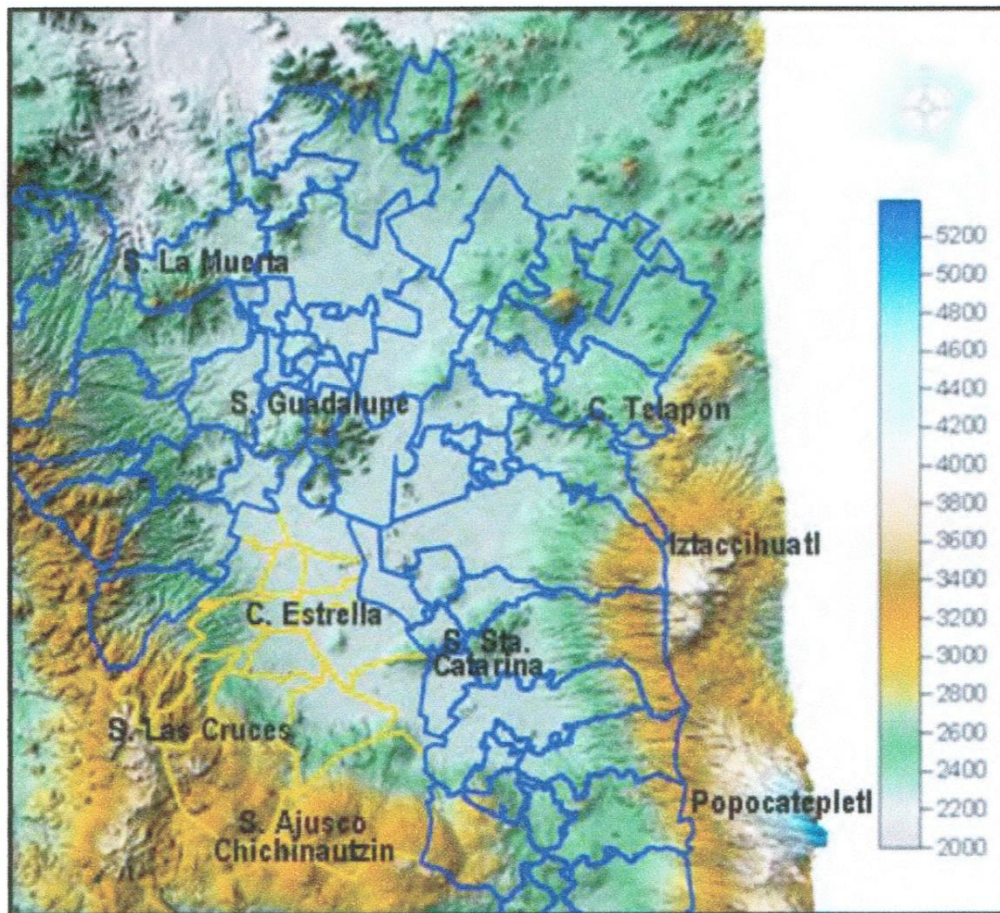 S. La Muerta
S. Guadalupe
C. Telapon
Iztaccihuatl
C. Estrella
S. Sta.
Catarina
S. Las Cruces
Popocatepletl
S. Ajusco
Chichinautzin
5200
5000
4800
4600
4400
4200
4000
3800
3600
3400
3200
3000
2800
2600
2400
2200
2000